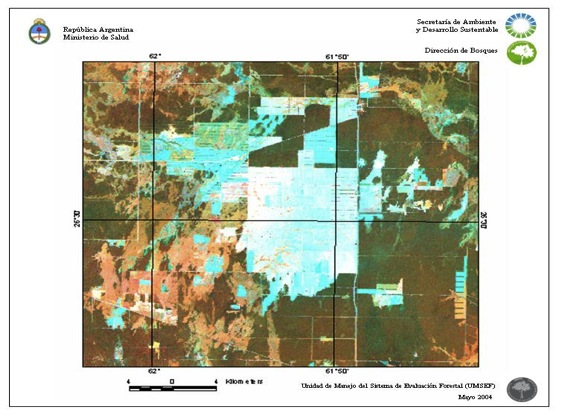 República Argentina
Ministerio de Salud
Secretaría de Ambiente
y Desarrollo Sustentable
Dirección de Bosques
62°
61°50'
26°30'
26°30'
62°
61°50'
4 0 4 Kilometers
Unidad de Manejo del Sistema de Evaluación Forestal (UMSEF)
Mayo 2004